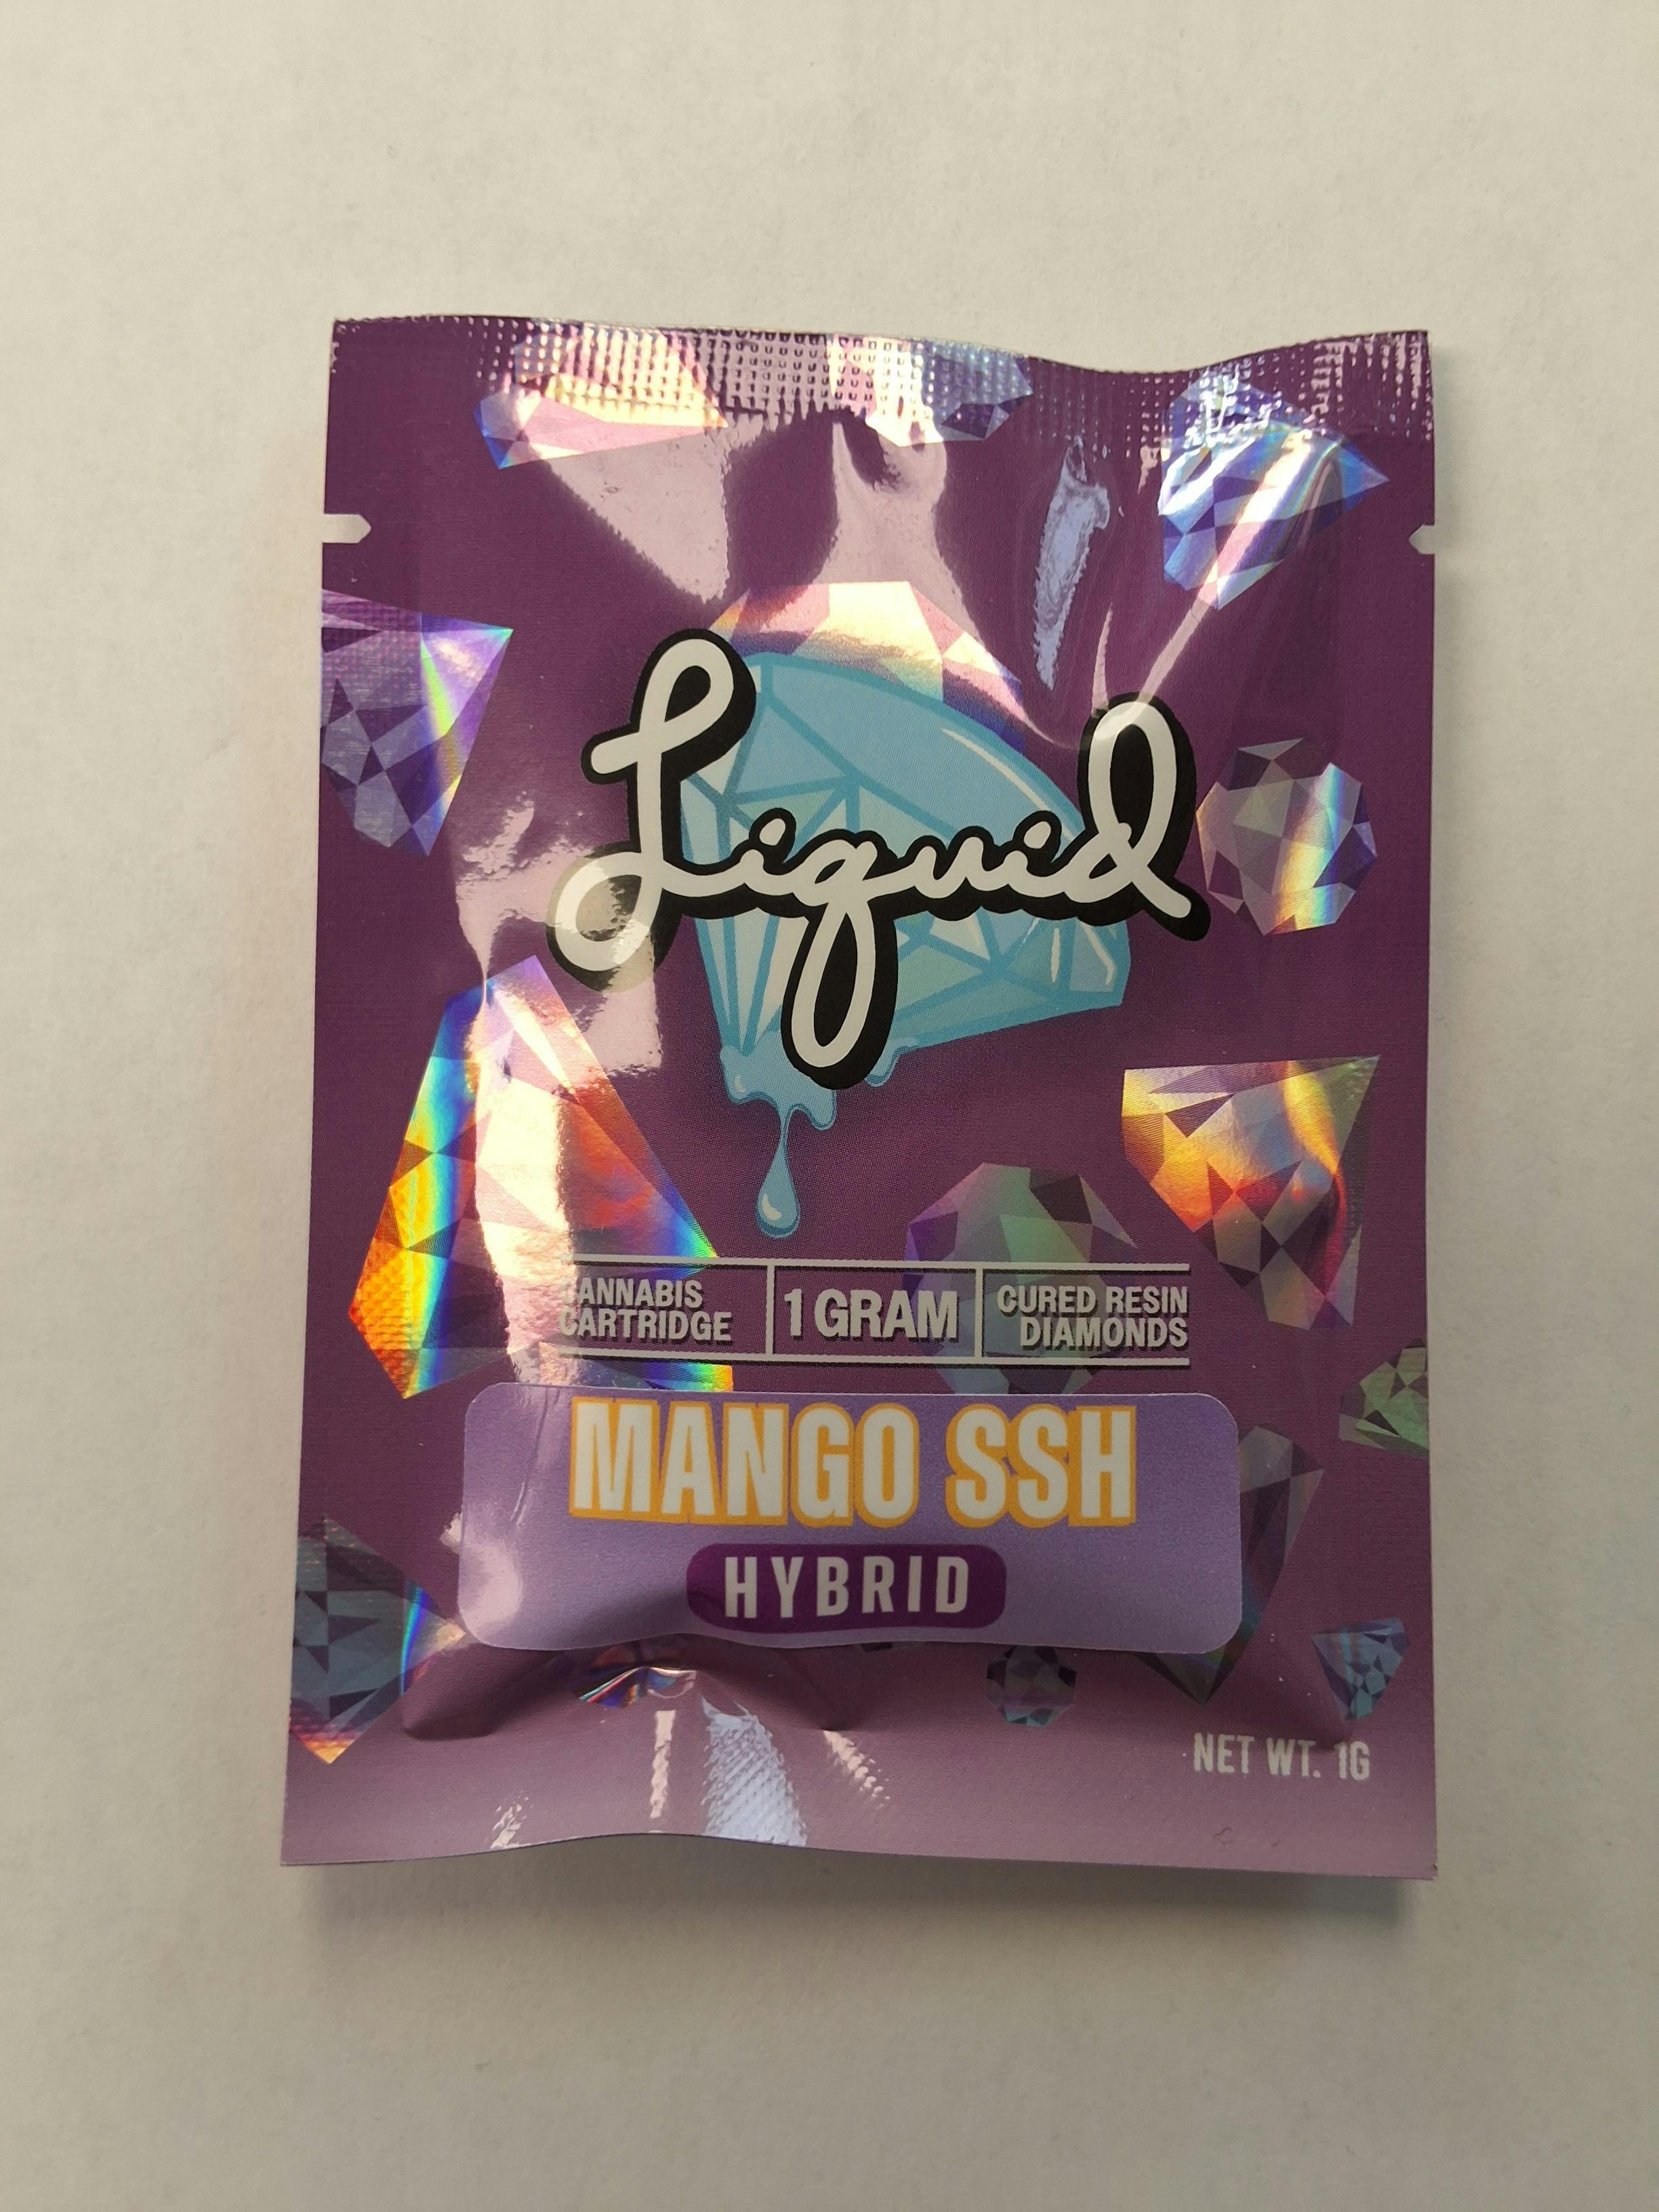 Liquid
CANNABIS
CARTRIDGE
1 GRAM
CURED RESIN
DIAMONDS
MANGO SSH
HYBRID
NET WT. 1G